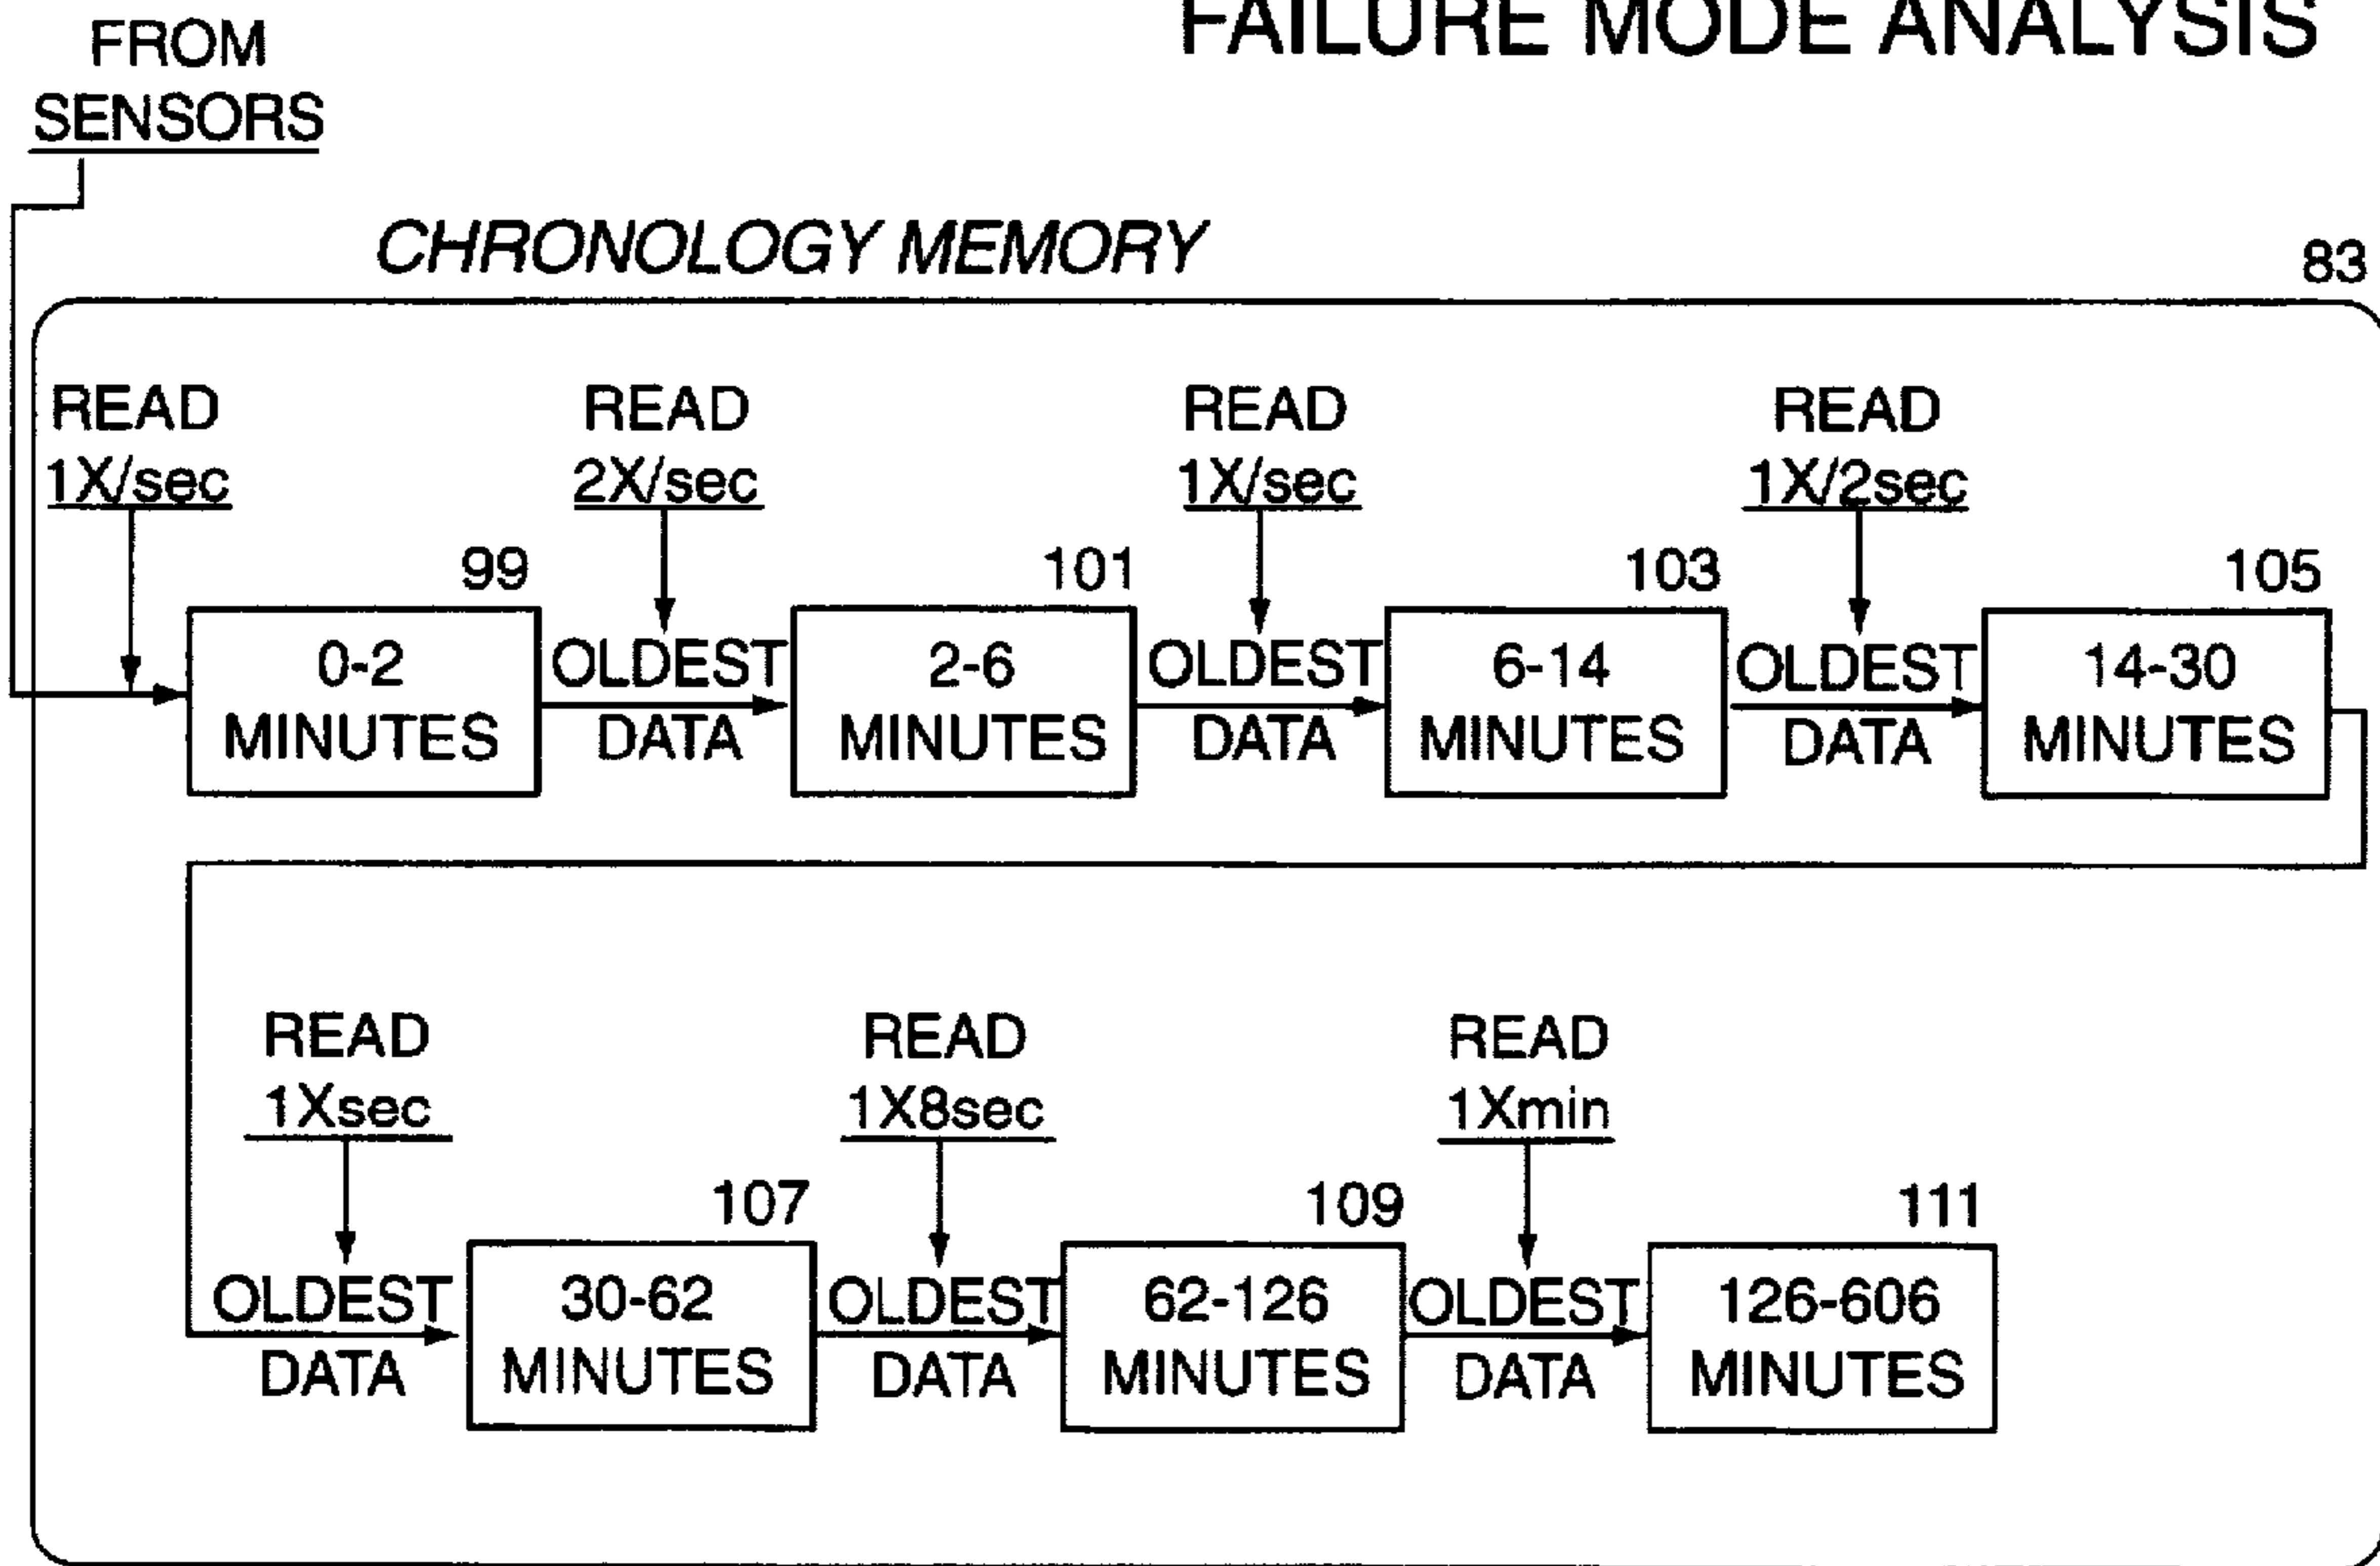 FAILURE MODE ANALYSIS
FROM
SENSORS
CHRONOLOGY MEMORY
83
READ
1X/sec
READ
2X/sec
READ
1X/sec
READ
1X/2sec
99
101
103
105
0-2
MINUTES
OLDEST
DATA
2-6
MINUTES
OLDEST
DATA
6-14
MINUTES
OLDEST
DATA
14-30
MINUTES
READ
1Xsec
READ
1X8sec
READ
1Xmin
107
109
111
OLDEST
DATA
30-62
MINUTES
OLDEST
DATA
62-126
MINUTES
OLDEST
DATA
126-606
MINUTES